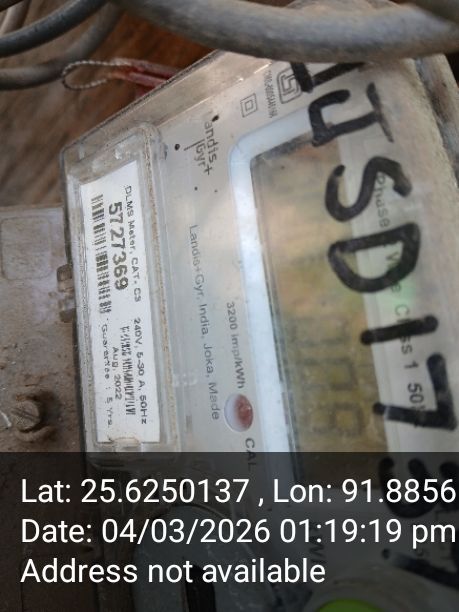 DLMS Meter, CAT- C3
5727369
240V, 5-30 A, 50Hz
Aug, 2022
Guarantee : 5 Yrs.
Landis+
Gyr
Landis+Gyr, India, Joka, Made
3200 imp/kWh
CAL
Class 1 50
JSD173
Lat: 25.6250137 , Lon: 91.8856
Date: 04/03/2026 01:19:19 pm
Address not available